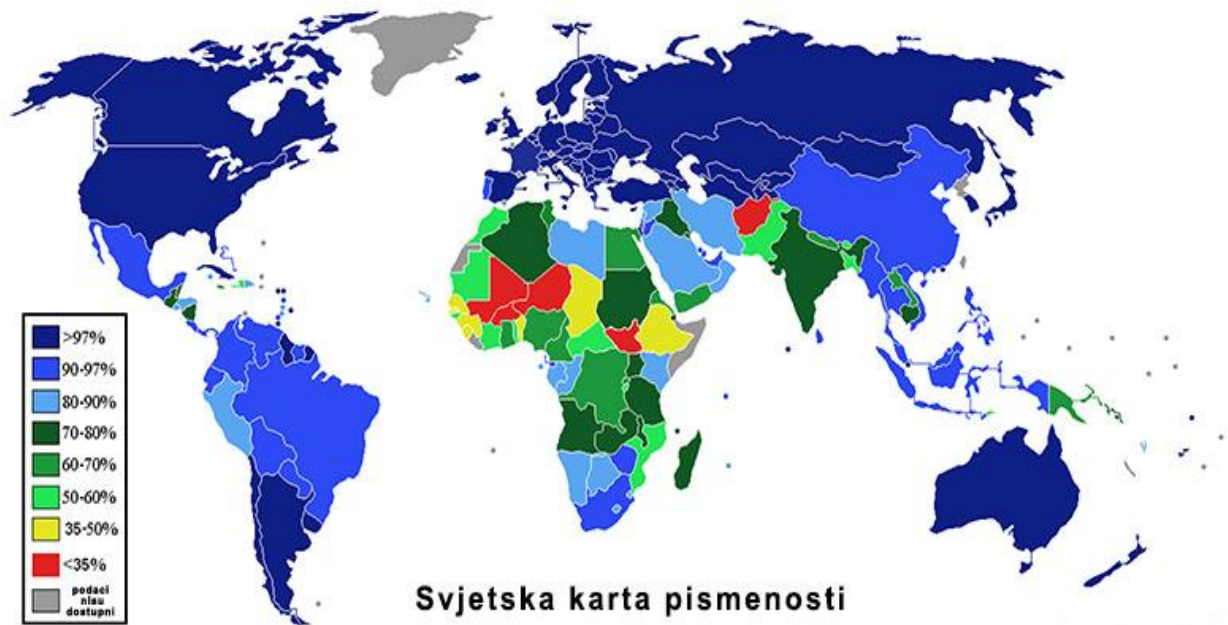 >97%
90-97%
80-90%
70-80%
60-70%
50-60%
35-50%
<35%
podaci
nisu
dostupni
Svjetska karta pismenosti